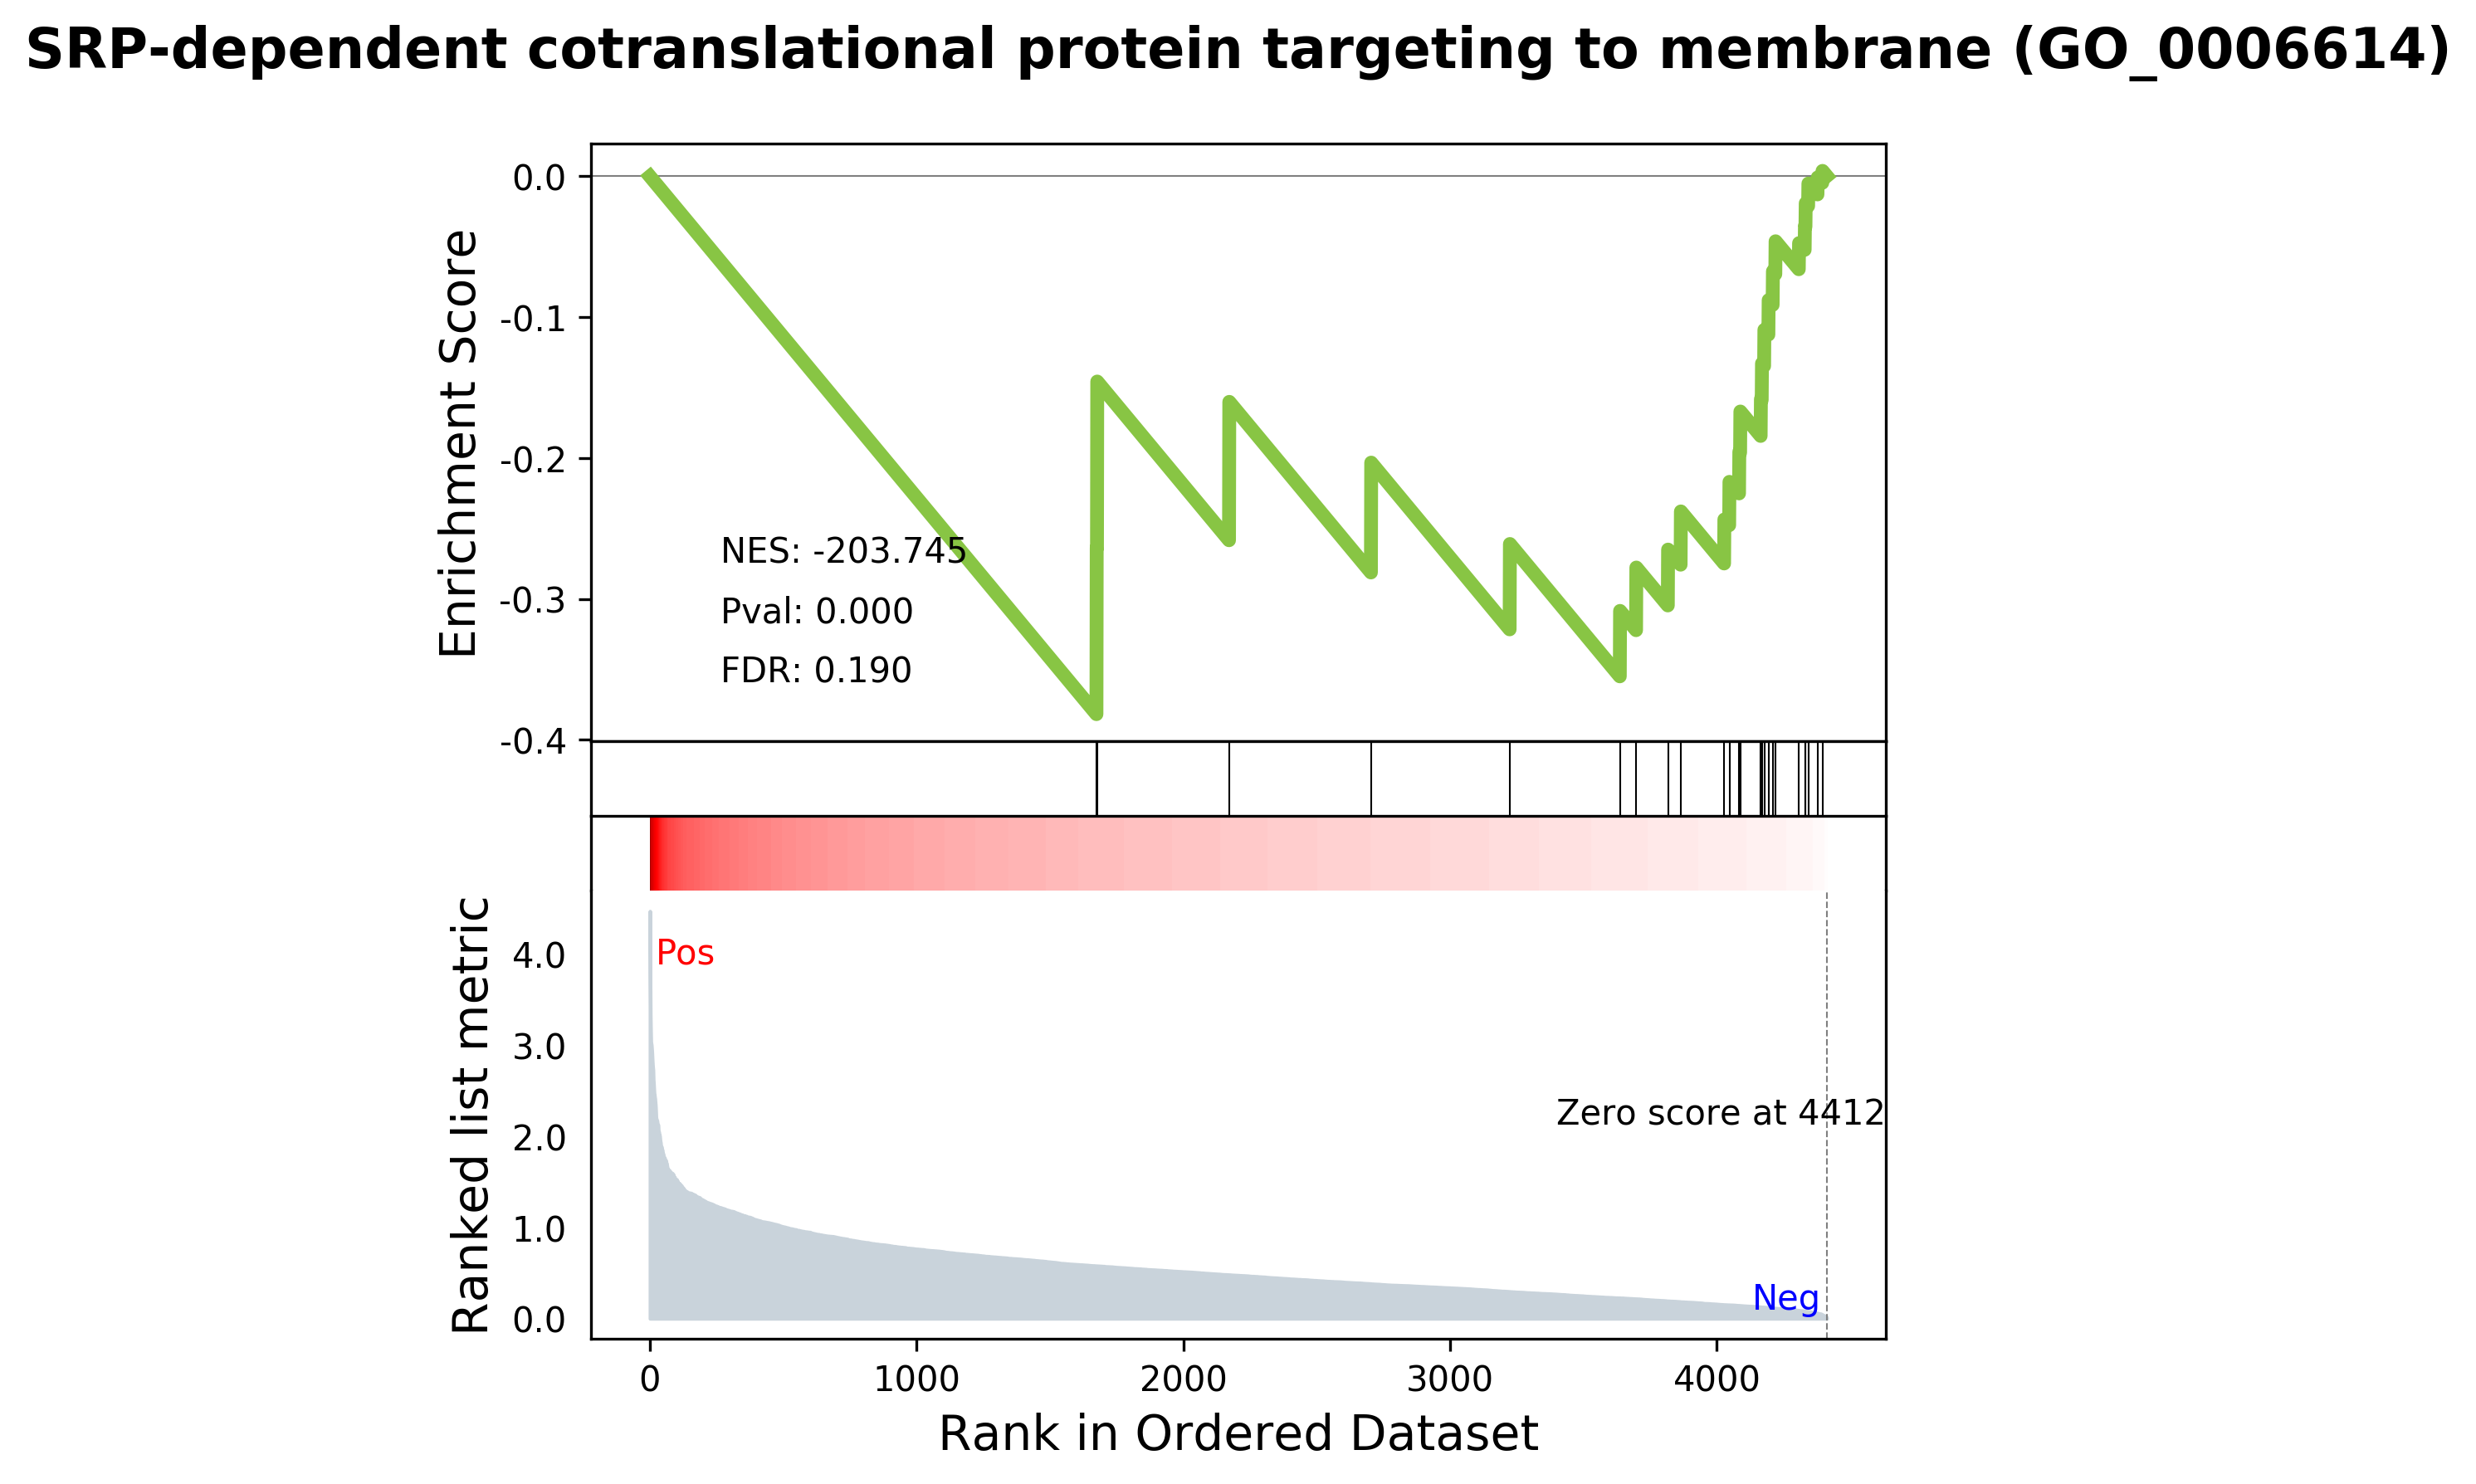 SRP-dependent cotranslational protein targeting to membrane (GO_0006614)
Enrichment Score
0.0
-0.1
-0.2
-0.3
-0.4
NES: -203.745
Pval: 0.000
FDR: 0.190
Ranked list metric
4.0
3.0
2.0
1.0
0.0
Pos
Zero score at 4412
Neg
0 1000 2000 3000 4000
Rank in Ordered Dataset